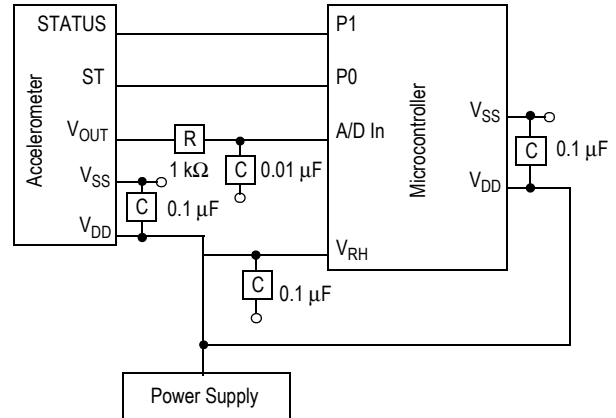 STATUS
P1
ST
P0
V_OUT
R
A/D In
1 kΩ
C
0.01 μF
V_SS
C
0.1 μF
V_DD
Accelerometer
Microcontroller
V_SS
C
0.1 μF
V_DD
V_RH
C
0.1 μF
Power Supply